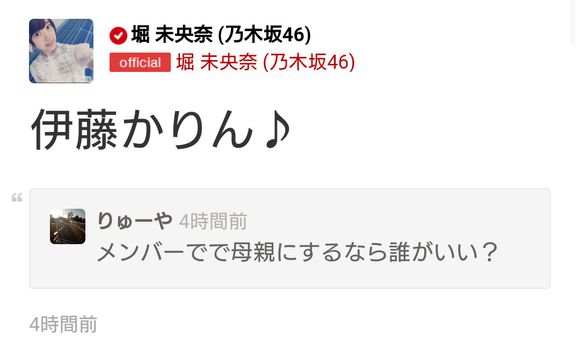 堀 未央奈 (乃木坂46)
official 堀 未央奈 (乃木坂46)
伊藤かりん♪
“
りゅーや 4時間前
メンバーでで母親にするなら誰がいい？
4時間前